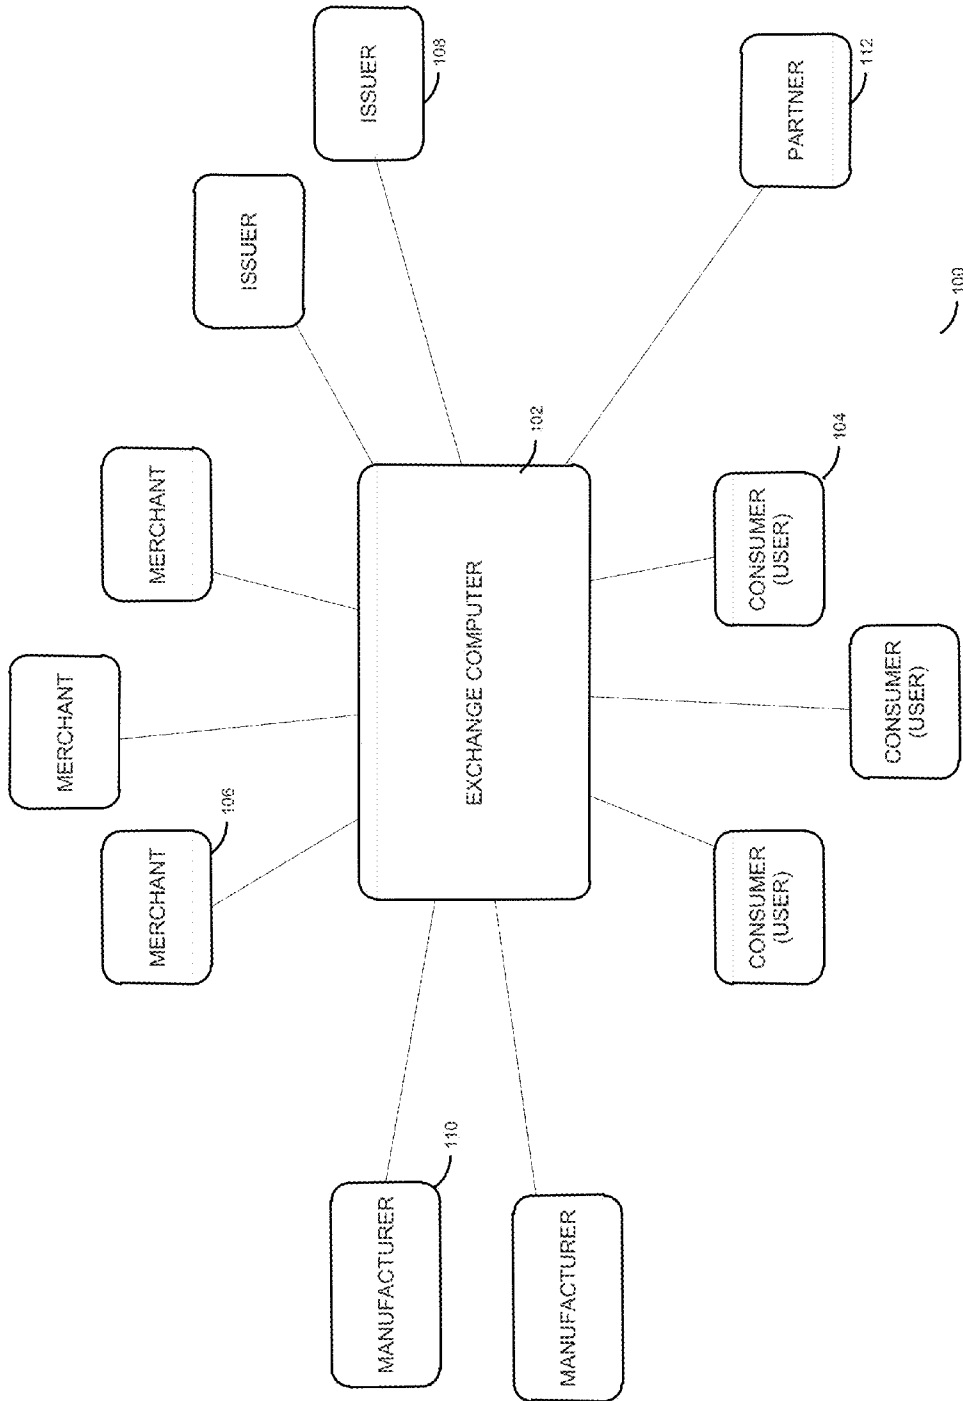 MERCHANT
MERCHANT
106
MERCHANT
ISSUER
ISSUER
108
MANUFACTURER
110
EXCHANGE COMPUTER
102
MANUFACTURER
CONSUMER
(USER)
CONSUMER
(USER)
104
PARTNER
112
CONSUMER
(USER)
100